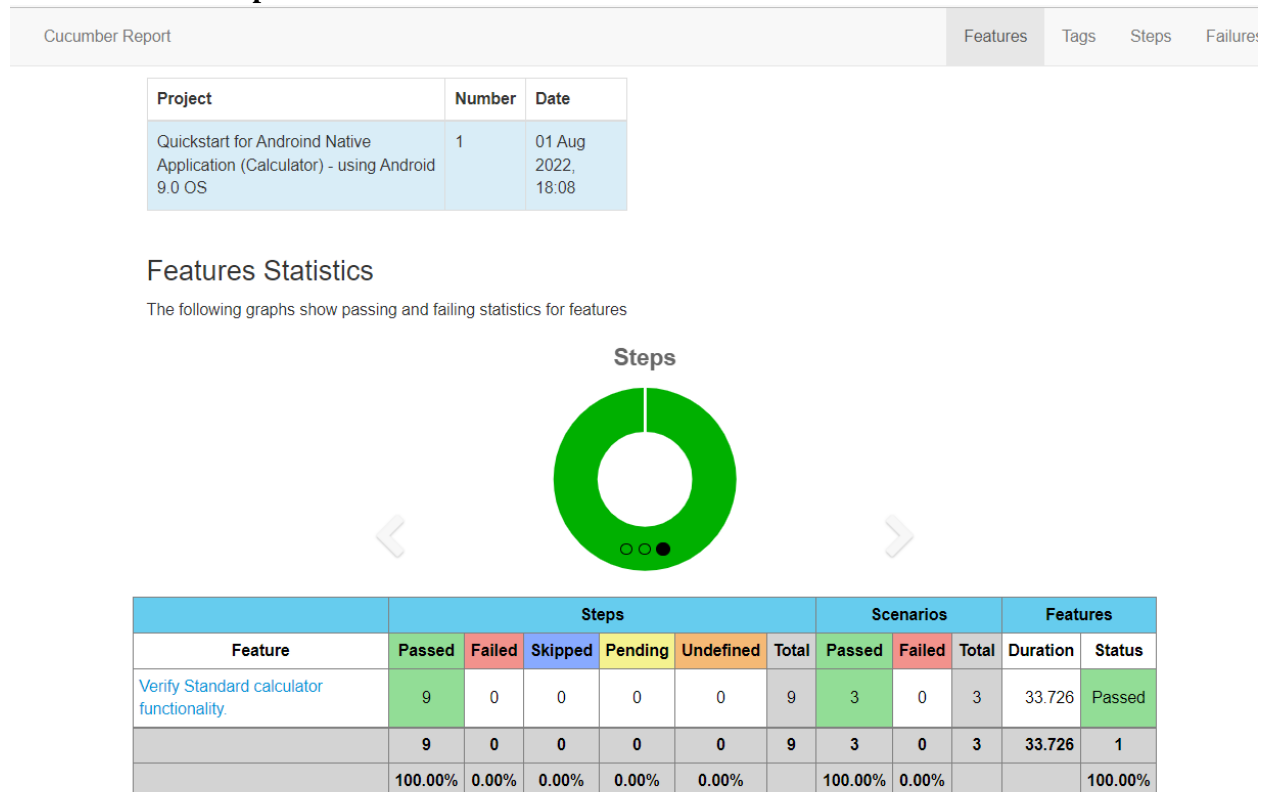 Cucumber Report Features Tags Steps Failures
Project Number Date
Quickstart for Androind Native 1 01 Aug
Application (Calculator) - using Android 2022,
9.0 OS 18:08
Features Statistics
The following graphs show passing and failing statistics for features
Steps
Steps Scenarios Features
Feature Passed Failed Skipped Pending Undefined Total Passed Failed Total Duration Status
Verify Standard calculator
functionality. 9 0 0 0 0 9 3 0 3 33.726 Passed
9 0 0 0 0 9 3 0 3 33.726 1
100.00% 0.00% 0.00% 0.00% 0.00% 100.00% 0.00% 100.00%